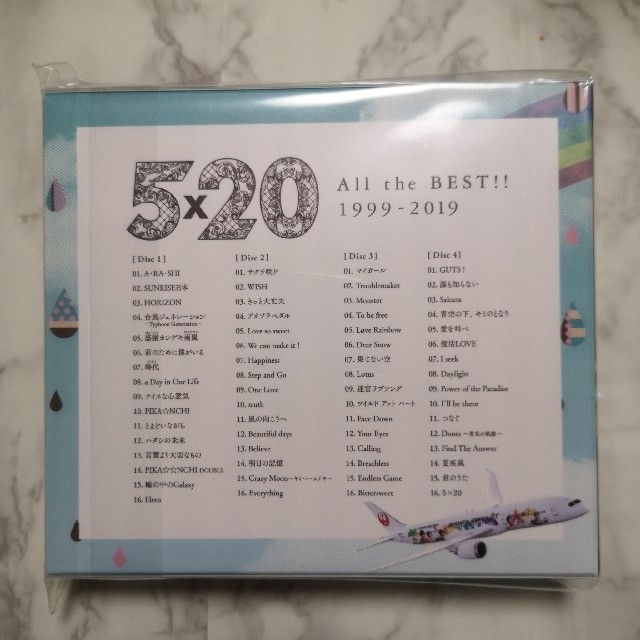 5×20
All the BEST!!
1999-2019
[ Disc 1 ]
01. A・RA・SHI
02. SUNRISE日本
03. HORIZON
04. 台風ジェネレーション
-Typhoon Generation-
05. 感謝カンゲキ雨嵐
06. 君のために僕がいる
07. 時代
08. a Day in Our Life
09. ナイスな心意気
10. PIKA☆NCHI
11. とまどいながら
12. ハダシの未来
13. 言葉より大切なもの
14. PIKA☆☆NCHI DOUBLE
15. 瞳の中のGalaxy
16. Hero
[ Disc 2 ]
01. サクラ咲ケ
02. WISH
03. きっと大丈夫
04. アオゾラペダル
05. Love so sweet
06. We can make it !
07. Happiness
08. Step and Go
09. One Love
10. truth
11. 風の向こうへ
12. Beautiful days
13. Believe
14. 明日の記憶
15. Crazy Moon～キミ・ハ・ムテキ～
16. Everything
[ Disc 3 ]
01. マイガール
02. Troublemaker
03. Monster
04. To be free
05. Løve Rainbow
06. Dear Snow
07. 果てない空
08. Lotus
09. 迷宮ラブソング
10. ワイルド アット ハート
11. Face Down
12. Your Eyes
13. Calling
14. Breathless
15. Endless Game
16. Bittersweet
[ Disc 4 ]
01. GUTS !
02. 誰も知らない
03. Sakura
04. 青空の下、キミのとなり
05. 愛を叫べ
06. 復活LOVE
07. I seek
08. Daylight
09. Power of the Paradise
10. I'll be there
11. つなぐ
12. Doors ～勇気の軌跡～
13. Find The Answer
14. 夏疾風
15. 君のうた
16. 5×20